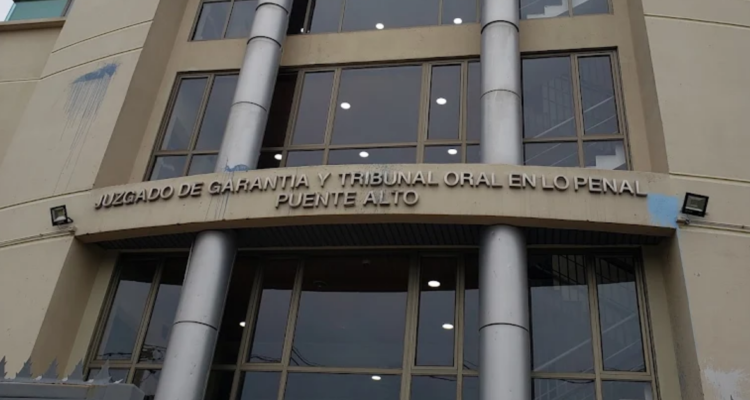 JUZGADO DE GARANTIA Y TRIBUNAL ORAL EN LO PENAL
PUENTE ALTO